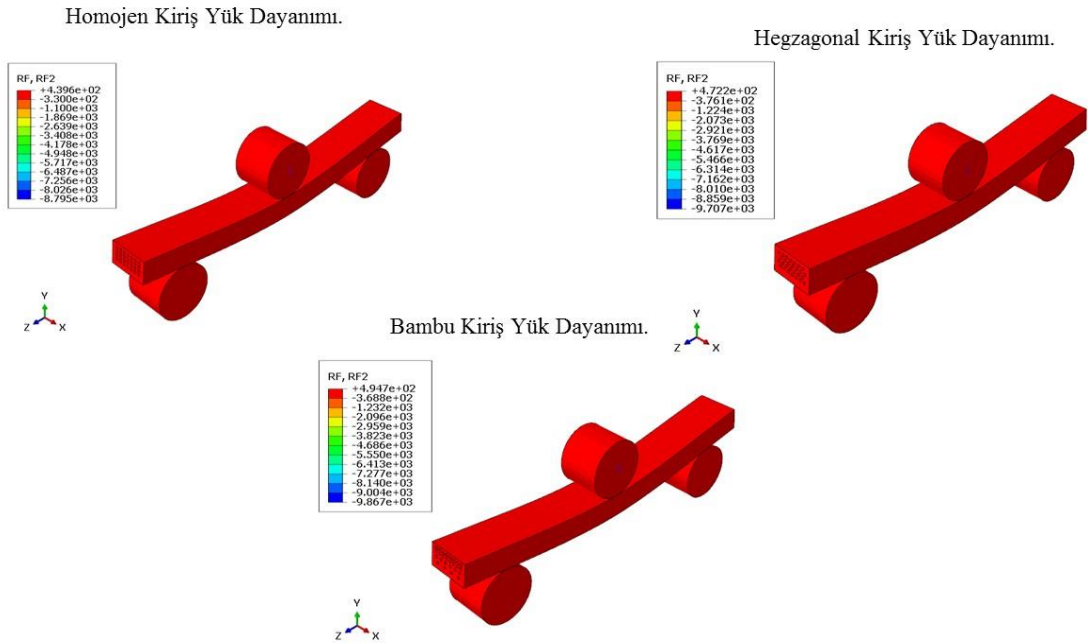 Homojen Kiriş Yük Dayanımı.
RF, RF2
+4.396e+02
-3.300e+02
-1.100e+03
-1.869e+03
-2.639e+03
-3.408e+03
-4.178e+03
-4.948e+03
-5.717e+03
-6.487e+03
-7.256e+03
-8.026e+03
-8.795e+03
Y
Z
X
Hegzagonal Kiriş Yük Dayanımı.
RF, RF2
+4.722e+02
-3.761e+02
-1.224e+03
-2.073e+03
-2.921e+03
-3.769e+03
-4.617e+03
-5.466e+03
-6.314e+03
-7.162e+03
-8.010e+03
-8.859e+03
-9.707e+03
Y
Z
X
Bambu Kiriş Yük Dayanımı.
RF, RF2
+4.947e+02
-3.688e+02
-1.232e+03
-2.096e+03
-2.959e+03
-3.823e+03
-4.686e+03
-5.550e+03
-6.413e+03
-7.277e+03
-8.140e+03
-9.004e+03
-9.867e+03
Y
Z
X